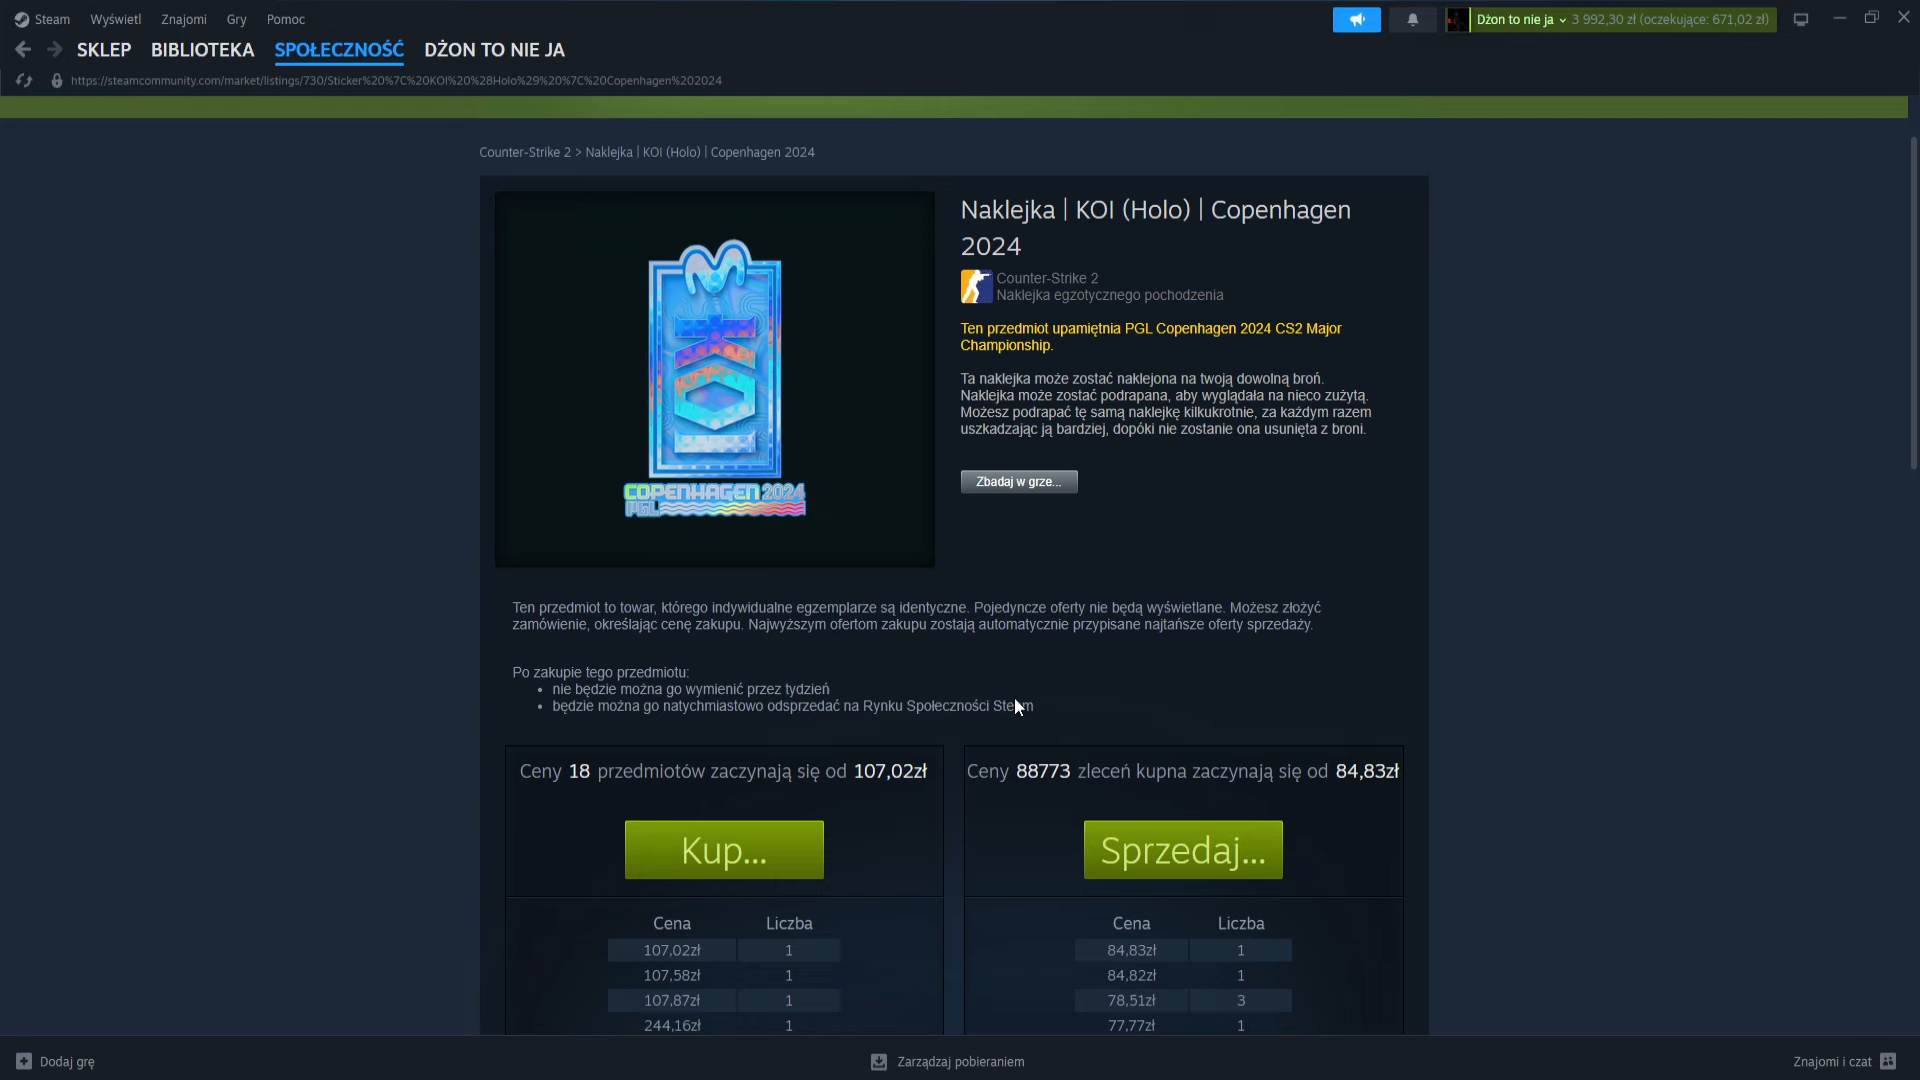 Steam Wyświetl Znajomi Gry Pomoc
Dżon to nie ja 3 992,30 zł (oczekujące: 671,02 zł)
SKLEP BIBLIOTEKA SPOŁECZNOŚĆ DŻON TO NIE JA
https://steamcommunity.com/market/listings/730/Sticker%20%7C%20KOI%20%28Holo%29%20%7C%20Copenhagen%202024
Counter-Strike 2 > Naklejka | KOI (Holo) | Copenhagen 2024
KOI
COPENHAGEN 2024
PGL
Naklejka | KOI (Holo) | Copenhagen
2024
Counter-Strike 2
Naklejka egzotycznego pochodzenia
Ten przedmiot upamiętnia PGL Copenhagen 2024 CS2 Major
Championship.
Ta naklejka może zostać naklejona na twoją dowolną broń.
Naklejka może zostać podrapana, aby wyglądała na nieco zużytą.
Możesz podrapać tę samą naklejkę kilkukrotnie, za każdym razem
uszkadzając ją bardziej, dopóki nie zostanie ona usunięta z broni.
Zbadaj w grze...
Ten przedmiot to towar, którego indywidualne egzemplarze są identyczne. Pojedyncze oferty nie będą wyświetlane. Możesz złożyć
zamówienie, określając cenę zakupu. Najwyższym ofertom zakupu zostają automatycznie przypisane najtańsze oferty sprzedaży.
Po zakupie tego przedmiotu:
• nie będzie można go wymienić przez tydzień
• będzie można go natychmiastowo odsprzedać na Rynku Społeczności Steam
Ceny 18 przedmiotów zaczynają się od 107,02zł
Kup...
Cena Liczba
107,02zł 1
107,58zł 1
107,87zł 1
244,16zł 1
Ceny 88773 zleceń kupna zaczynają się od 84,83zł
Sprzedaj...
Cena Liczba
84,83zł 1
84,82zł 1
78,51zł 3
77,77zł 1
Dodaj grę
Zarządzaj pobieraniem
Znajomi i czat